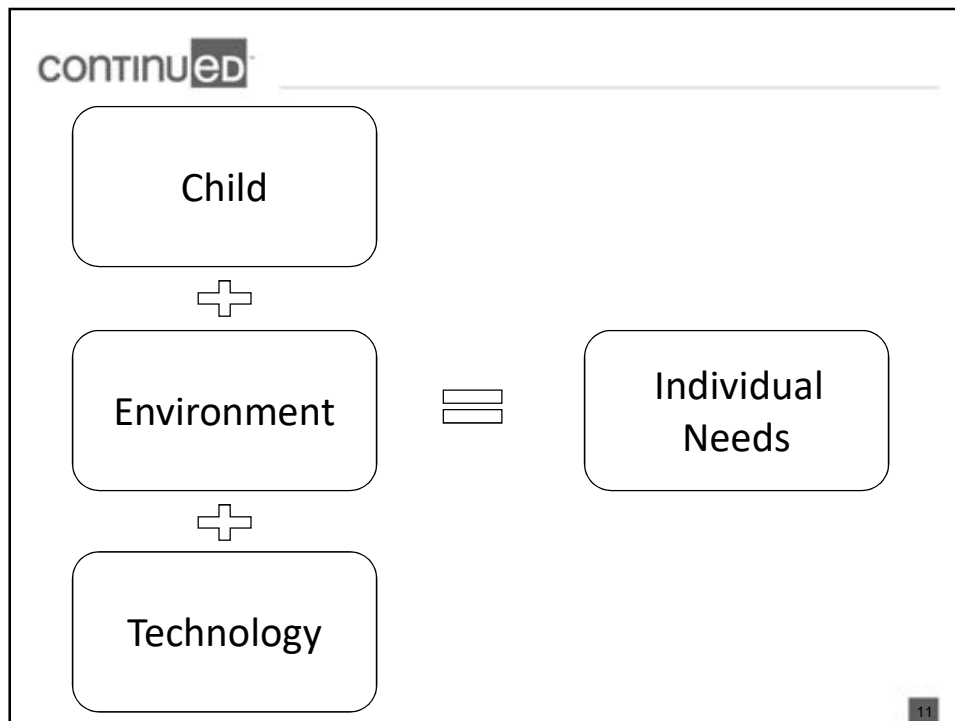 continued
Child
Environment
Individual
Needs
Technology
11